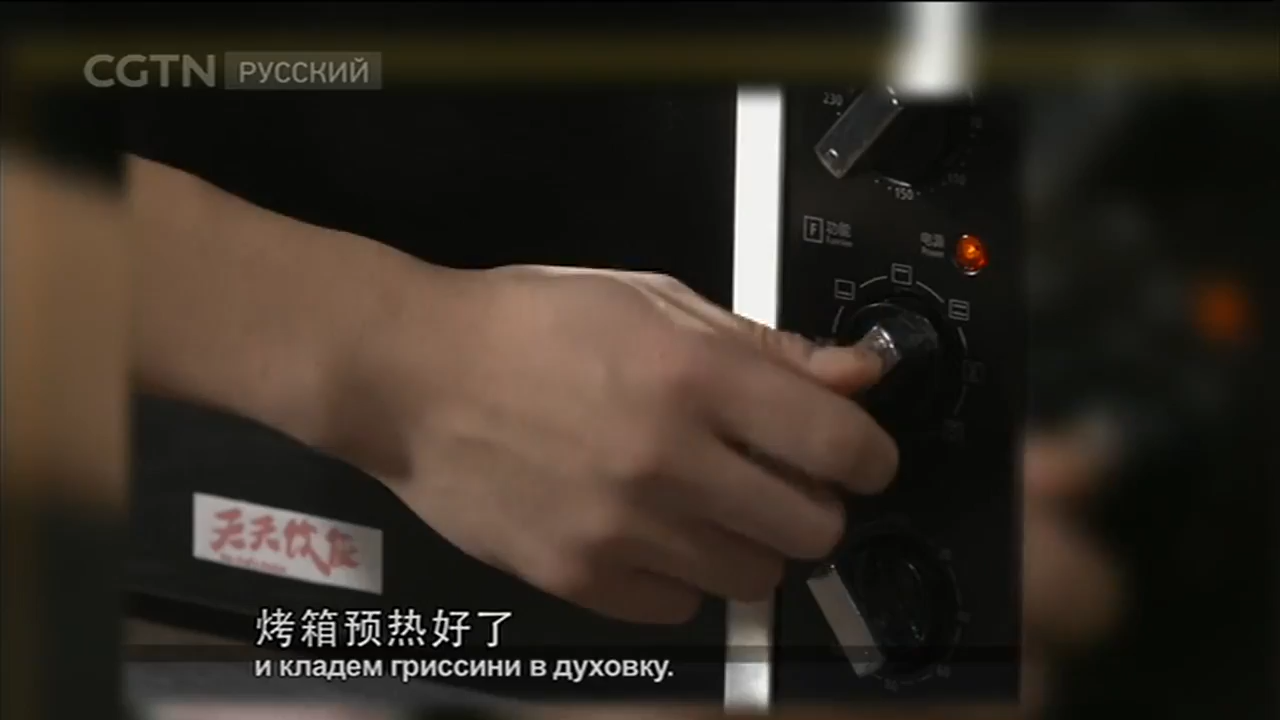 CGTN РУССКИЙ
230
150
F 功能
电源
Power
天天饮食
烤箱预热好了
и кладем гриссини в духовку.